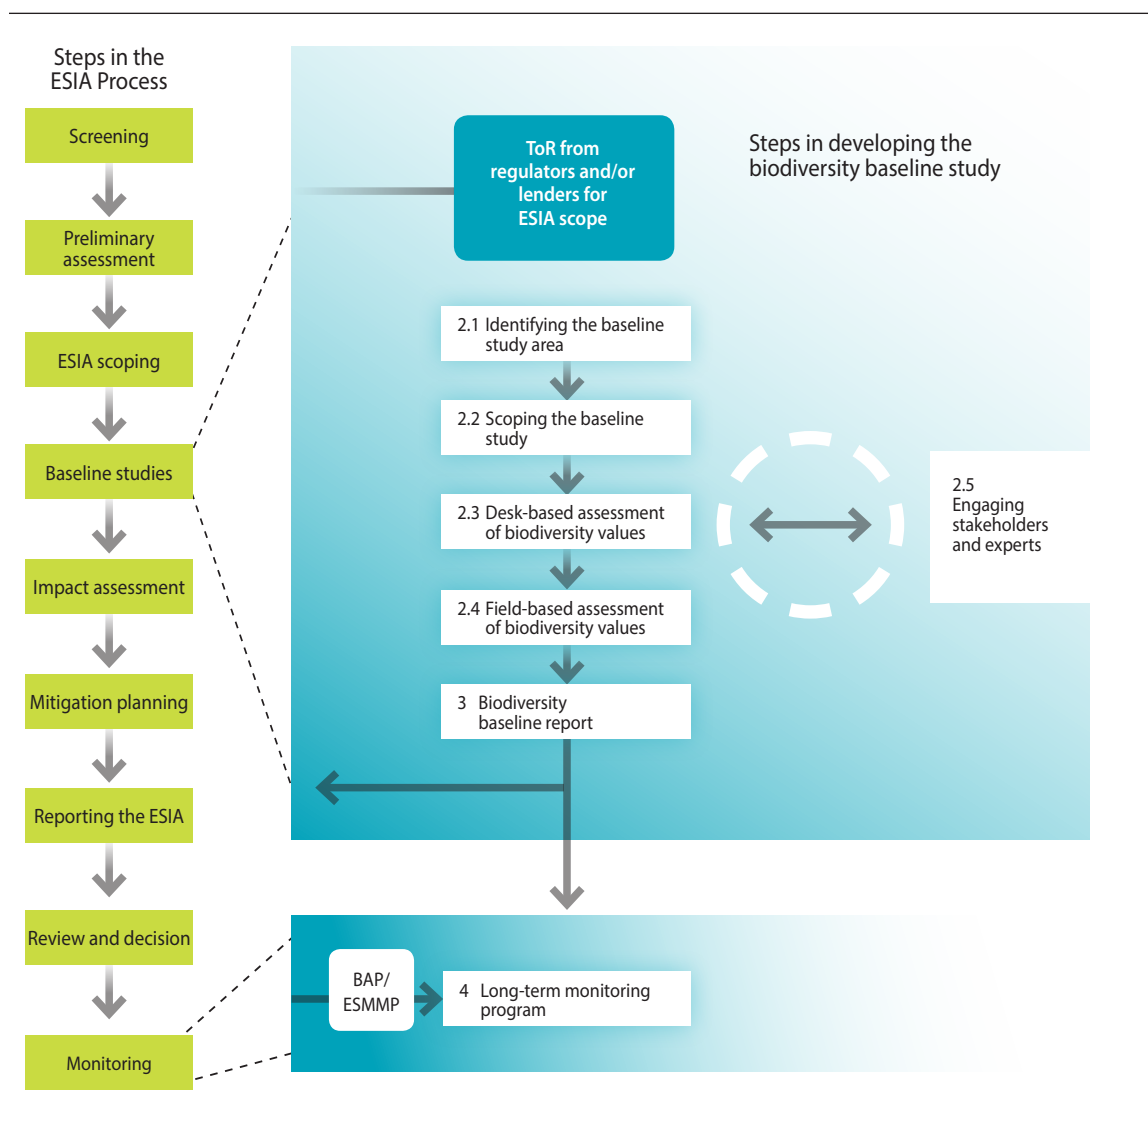 Steps in the
ESIA Process
Screening
Preliminary
assessment
ESIA scoping
Baseline studies
Impact assessment
Mitigation planning
Reporting the ESIA
Review and decision
Monitoring
ToR from
regulators and/or
lenders for
ESIA scope
Steps in developing the
biodiversity baseline study
2.1 Identifying the baseline
study area
2.2 Scoping the baseline
study
2.3 Desk-based assessment
of biodiversity values
2.4 Field-based assessment
of biodiversity values
3 Biodiversity
baseline report
2.5
Engaging
stakeholders
and experts
BAP/
ESMMP
4 Long-term monitoring
program